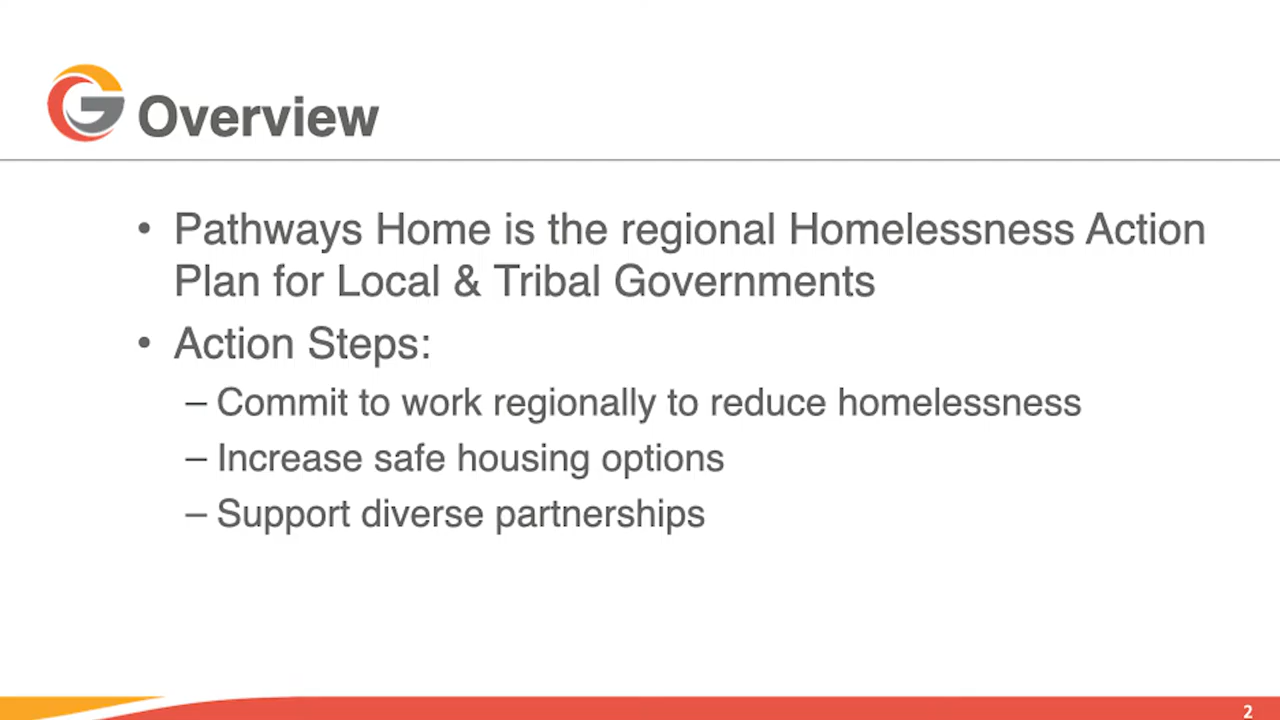 Overview
• Pathways Home is the regional Homelessness Action
Plan for Local & Tribal Governments
• Action Steps:
– Commit to work regionally to reduce homelessness
– Increase safe housing options
– Support diverse partnerships
2